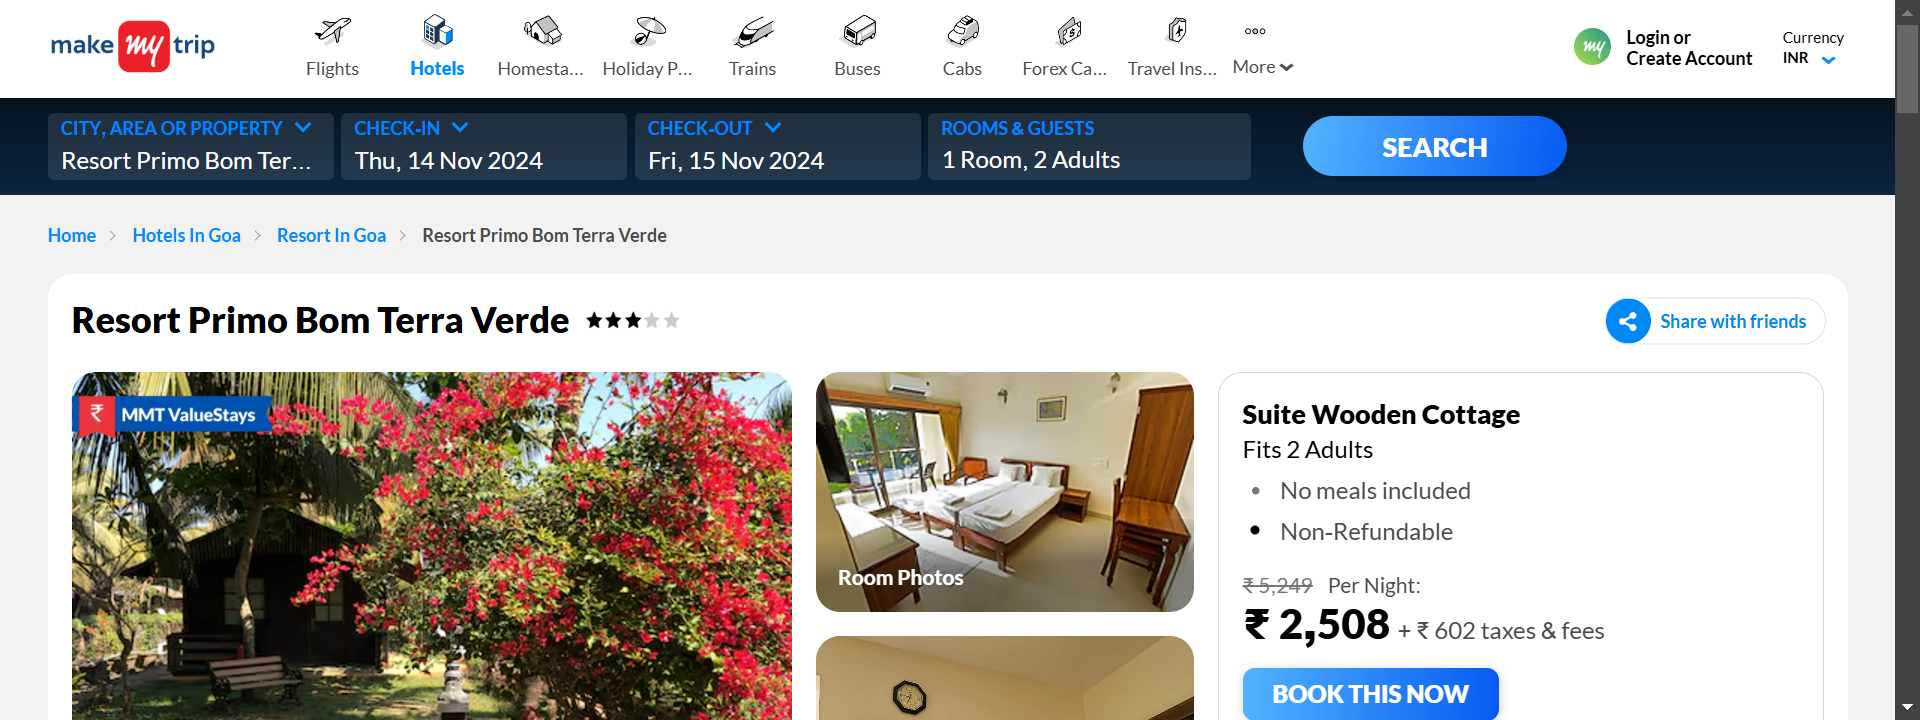 make my trip
Flights
Hotels
Homesta...
Holiday P...
Trains
Buses
Cabs
Forex Ca...
Travel Ins...
More
my
Login or
Create Account
Currency
INR
CITY, AREA OR PROPERTY
Resort Primo Bom Ter...
CHECK-IN
Thu, 14 Nov 2024
CHECK-OUT
Fri, 15 Nov 2024
ROOMS & GUESTS
1 Room, 2 Adults
SEARCH
Home
Hotels In Goa
Resort In Goa
Resort Primo Bom Terra Verde
Resort Primo Bom Terra Verde
Share with friends
₹ MMT ValueStays
Room Photos
Suite Wooden Cottage
Fits 2 Adults
• No meals included
• Non-Refundable
₹ 5,249 Per Night:
₹ 2,508 + ₹ 602 taxes & fees
BOOK THIS NOW